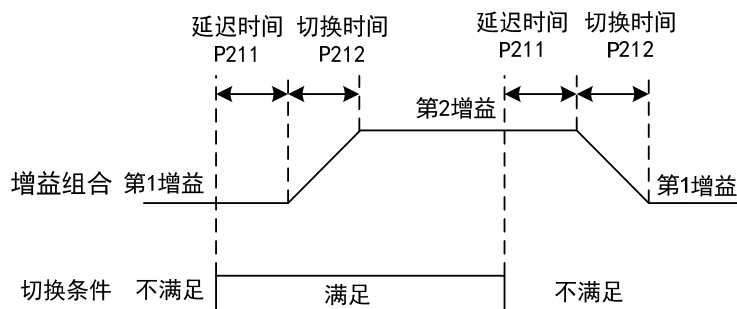 延迟时间 切换时间 延迟时间 切换时间
P211 P212 P211 P212
第2增益
增益组合 第1增益 第1增益
切换条件 不满足 满足 不满足